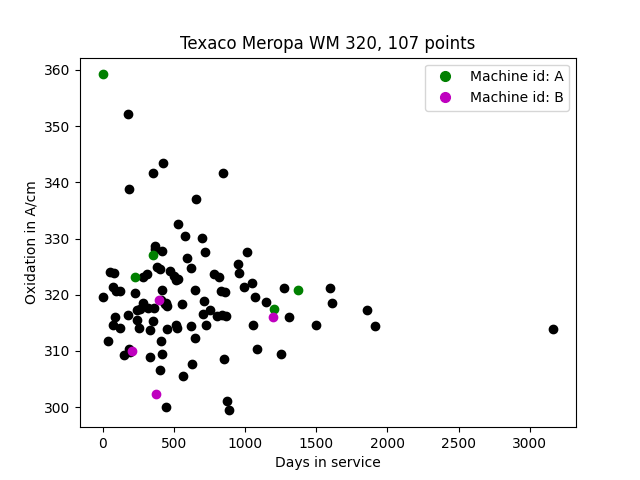 Texaco Meropa WM 320, 107 points
Machine id: A
Machine id: B
Oxidation in A/cm
360
350
340
330
320
310
300
0 500 1000 1500 2000 2500 3000
Days in service